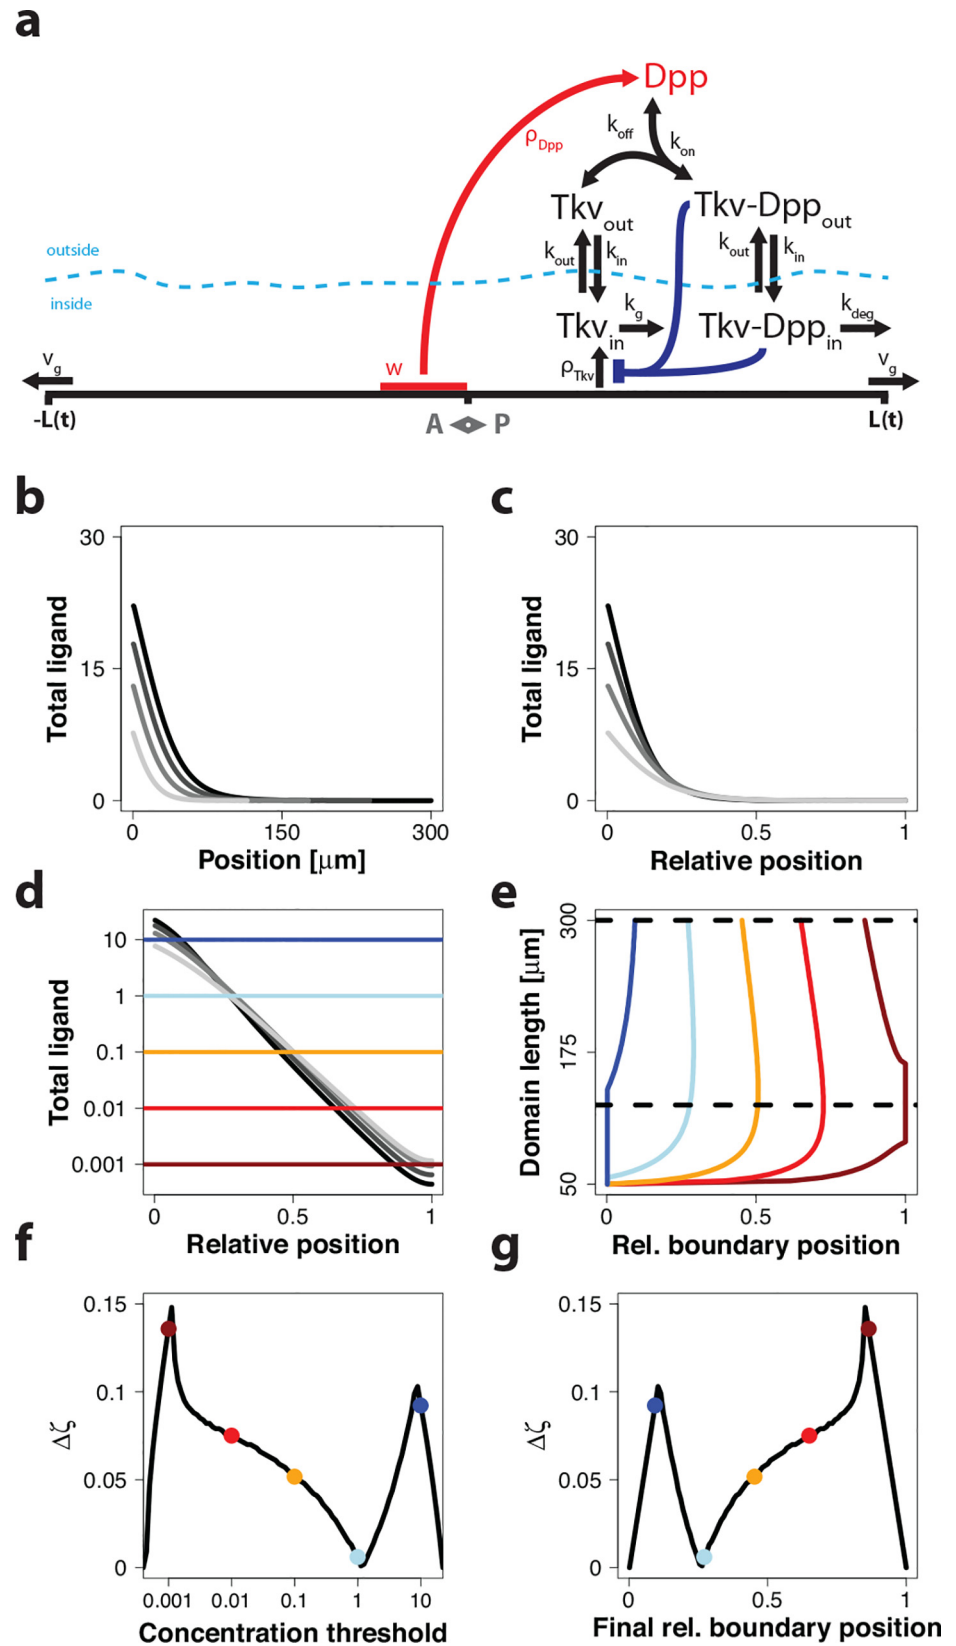 a
Dpp
ρDpp
koff
kon
Tkvout
Tkv-Dppout
outside
kout
kin
kout
kin
inside
Tkvin
kg
Tkv-Dppin
kdeg
ρTkv
vg
w
vg
-L(t)
A
P
L(t)
b
30
15
0
Total ligand
0
150
300
Position [μm]
c
30
15
0
Total ligand
0
0.5
1
Relative position
d
10
1
0.1
0.01
0.001
Total ligand
0
0.5
1
Relative position
e
300
175
50
Domain length [μm]
0
0.5
1
Rel. boundary position
f
0.15
0.1
0.05
0
Δζ
0.001
0.01
0.1
1
10
Concentration threshold
g
0.15
0.1
0.05
0
Δζ
0
0.5
1
Final rel. boundary position